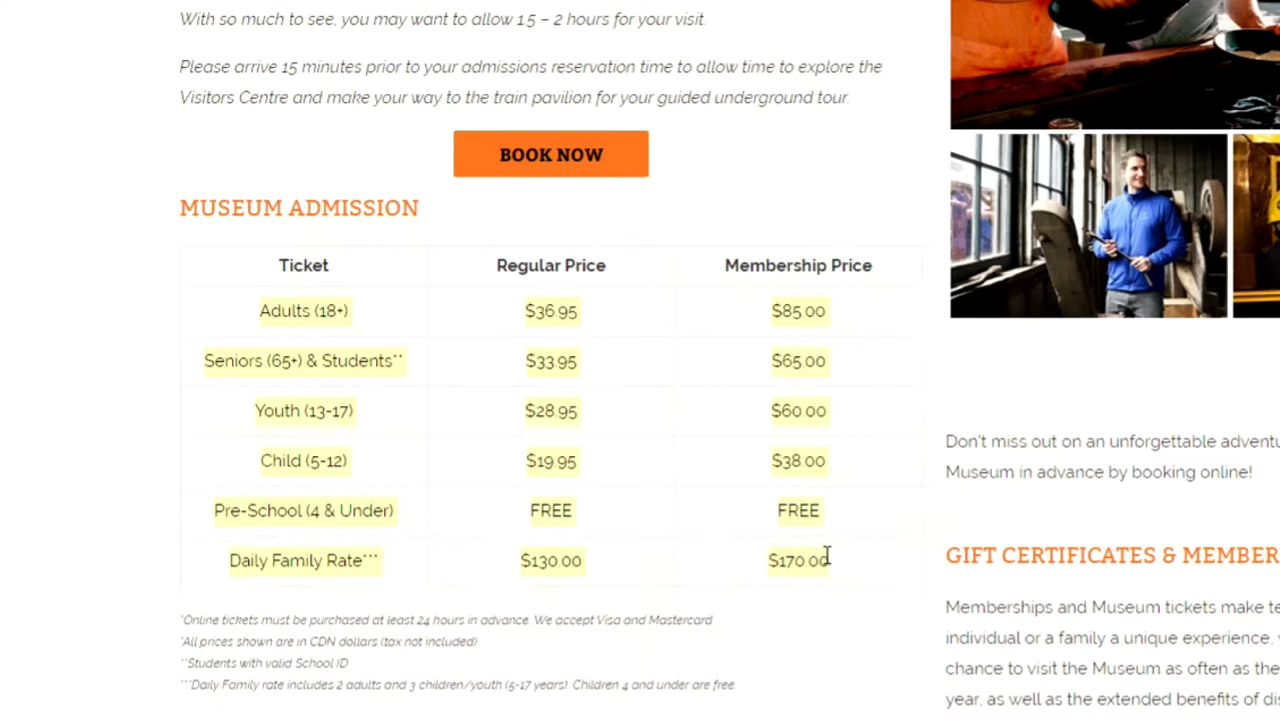 With so much to see, you may want to allow 1.5 – 2 hours for your visit.
Please arrive 15 minutes prior to your admissions reservation time to allow time to explore the
Visitors Centre and make your way to the train pavilion for your guided underground tour.
BOOK NOW
MUSEUM ADMISSION
Ticket Regular Price Membership Price
Adults (18+) $36.95 $85.00
Seniors (65+) & Students** $33.95 $65.00
Youth (13-17) $28.95 $60.00
Child (5-12) $19.95 $38.00
Pre-School (4 & Under) FREE FREE
Daily Family Rate*** $130.00 $170.00
*Online tickets must be purchased at least 24 hours in advance. We accept Visa and Mastercard.
*All prices shown are in CDN dollars (tax not included)
**Students with valid School ID
***Daily Family rate includes 2 adults and 3 children/youth (5-17 years). Children 4 and under are free.
Don't miss out on an unforgettable adventu
Museum in advance by booking online!
GIFT CERTIFICATES & MEMBER
Memberships and Museum tickets make te
individual or a family a unique experience,
chance to visit the Museum as often as the
year, as well as the extended benefits of di